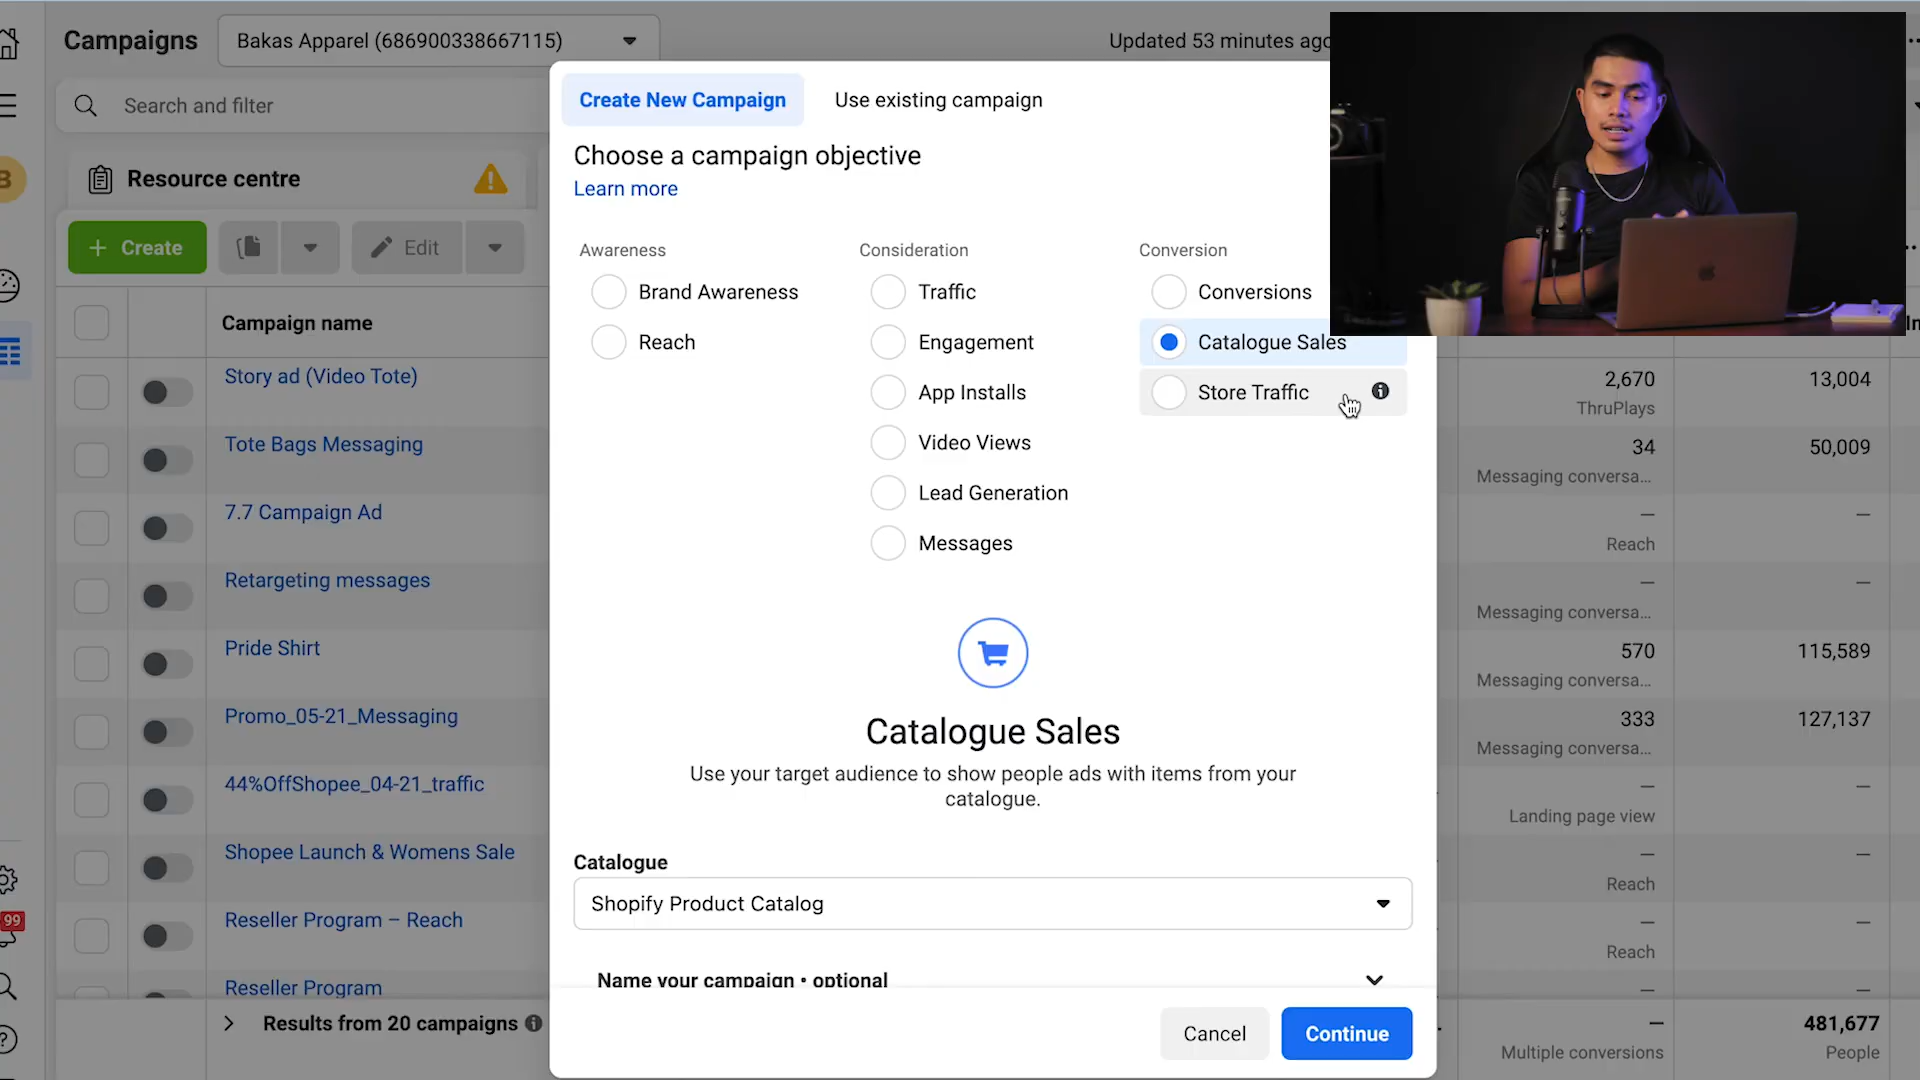 Campaigns
Bakas Apparel (686900338667115)
Updated 53 minutes ago
Search and filter
Resource centre
+ Create
Edit
Campaign name
Story ad (Video Tote)
Tote Bags Messaging
7.7 Campaign Ad
Retargeting messages
Pride Shirt
Promo_05-21_Messaging
44%OffShopee_04-21_traffic
Shopee Launch & Womens Sale
Reseller Program – Reach
Reseller Program
Results from 20 campaigns
B
99
Create New Campaign
Use existing campaign
Choose a campaign objective
Learn more
Awareness
Brand Awareness
Reach
Consideration
Traffic
Engagement
App Installs
Video Views
Lead Generation
Messages
Conversion
Conversions
Catalogue Sales
Store Traffic
Catalogue Sales
Use your target audience to show people ads with items from your
catalogue.
Catalogue
Shopify Product Catalog
Name your campaign • optional
Cancel
Continue
2,670 13,004
ThruPlays
34 50,009
Messaging conversa...
— —
Reach
— —
Messaging conversa...
570 115,589
Messaging conversa...
333 127,137
Messaging conversa...
— —
Landing page view
— —
Reach
— —
Reach
— —
— 481,677
Multiple conversions People